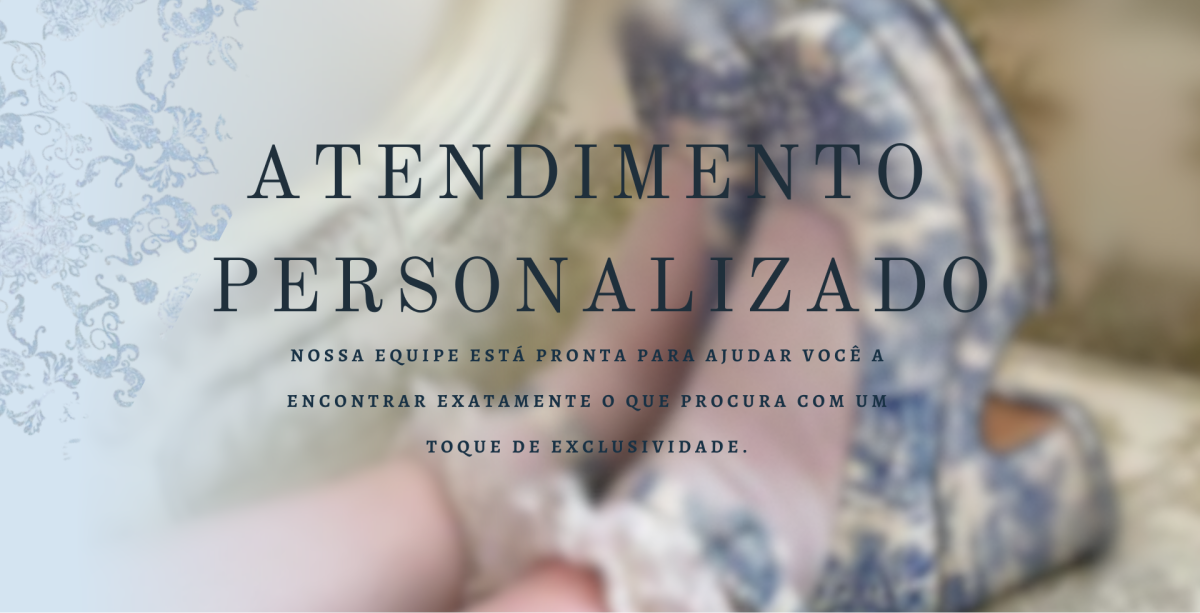 ATENDIMENTO
PERSONALIZADO
NOSSA EQUIPE ESTÁ PRONTA PARA AJUDAR VOCÊ A
ENCONTRAR EXATAMENTE O QUE PROCURA COM UM
TOQUE DE EXCLUSIVIDADE.